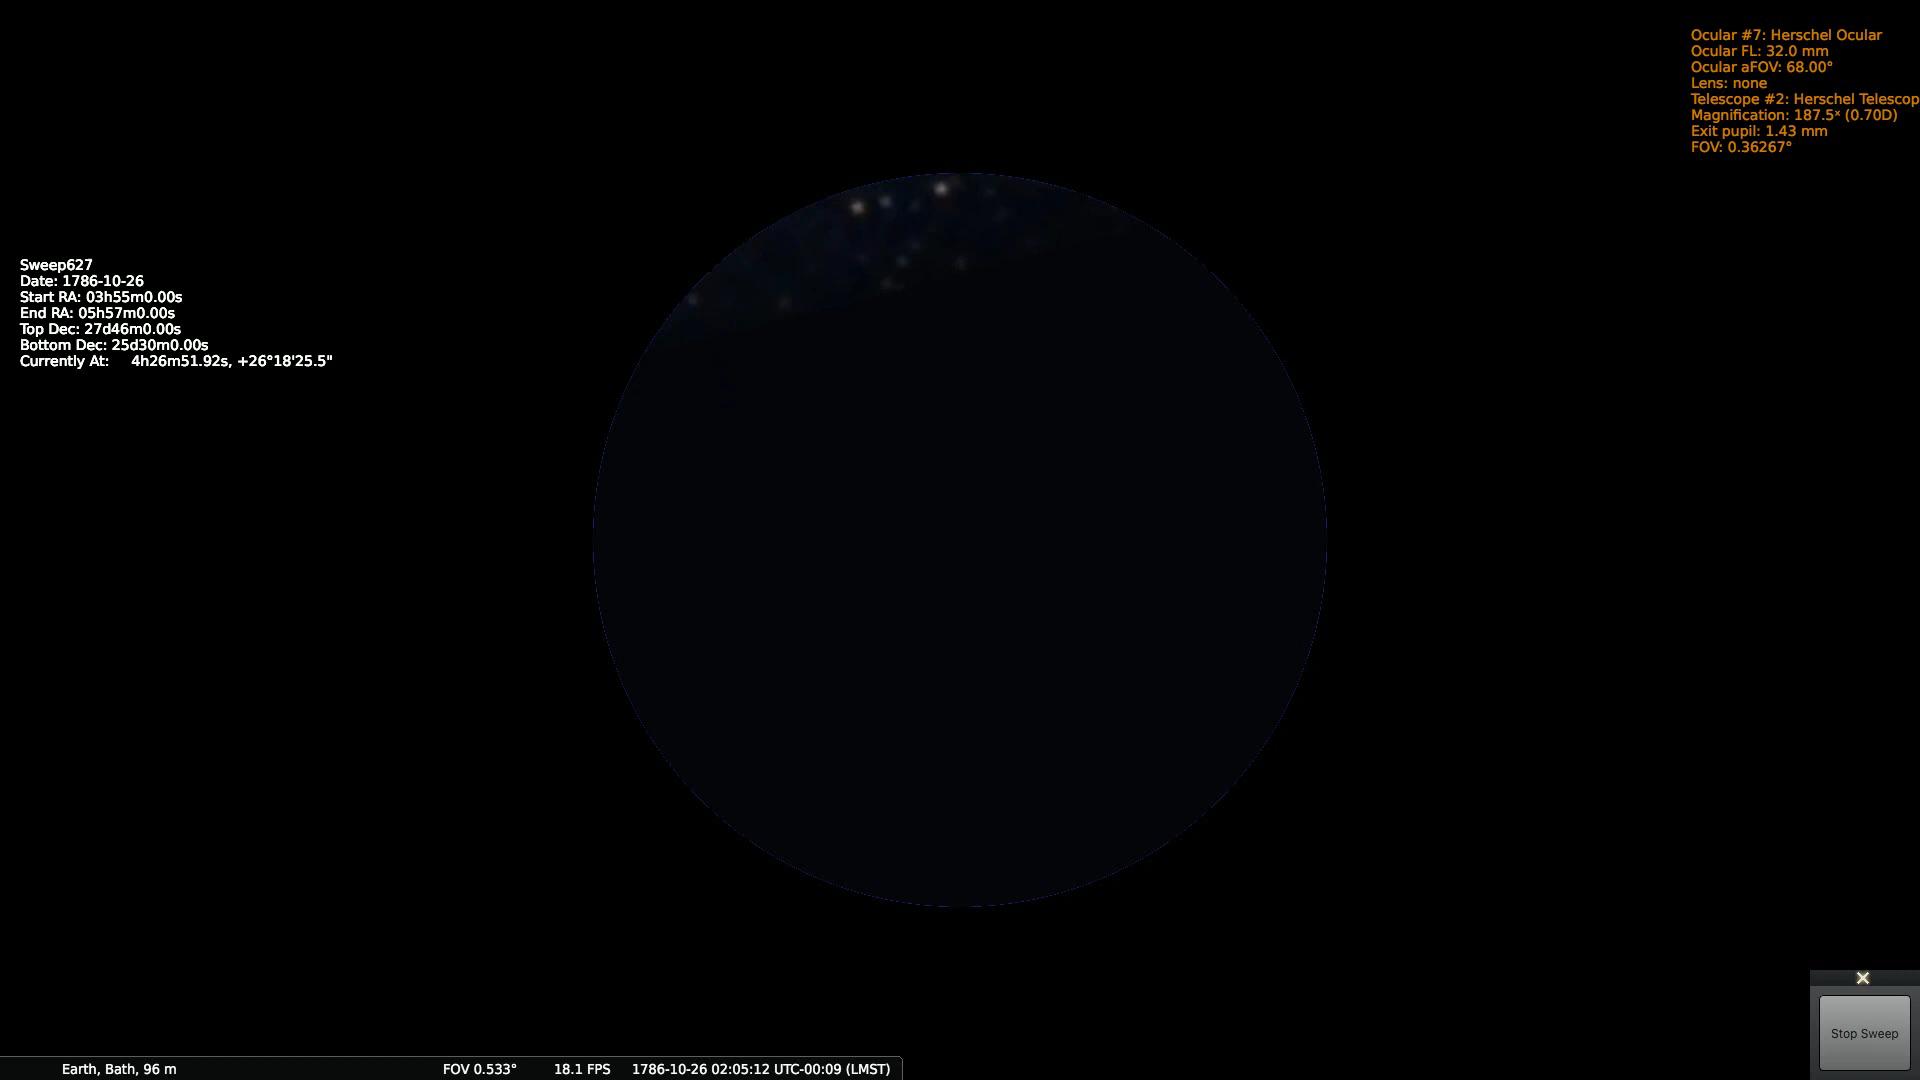 Ocular #7: Herschel Ocular
Ocular FL: 32.0 mm
Ocular aFOV: 68.00°
Lens: none
Telescope #2: Herschel Telescop
Magnification: 187.5ˣ (0.70D)
Exit pupil: 1.43 mm
FOV: 0.36267°
Sweep627
Date: 1786-10-26
Start RA: 03h55m0.00s
End RA: 05h57m0.00s
Top Dec: 27d46m0.00s
Bottom Dec: 25d30m0.00s
Currently At: 4h26m51.92s, +26°18'25.5"
Stop Sweep
Earth, Bath, 96 m FOV 0.533° 18.1 FPS 1786-10-26 02:05:12 UTC-00:09 (LMST)